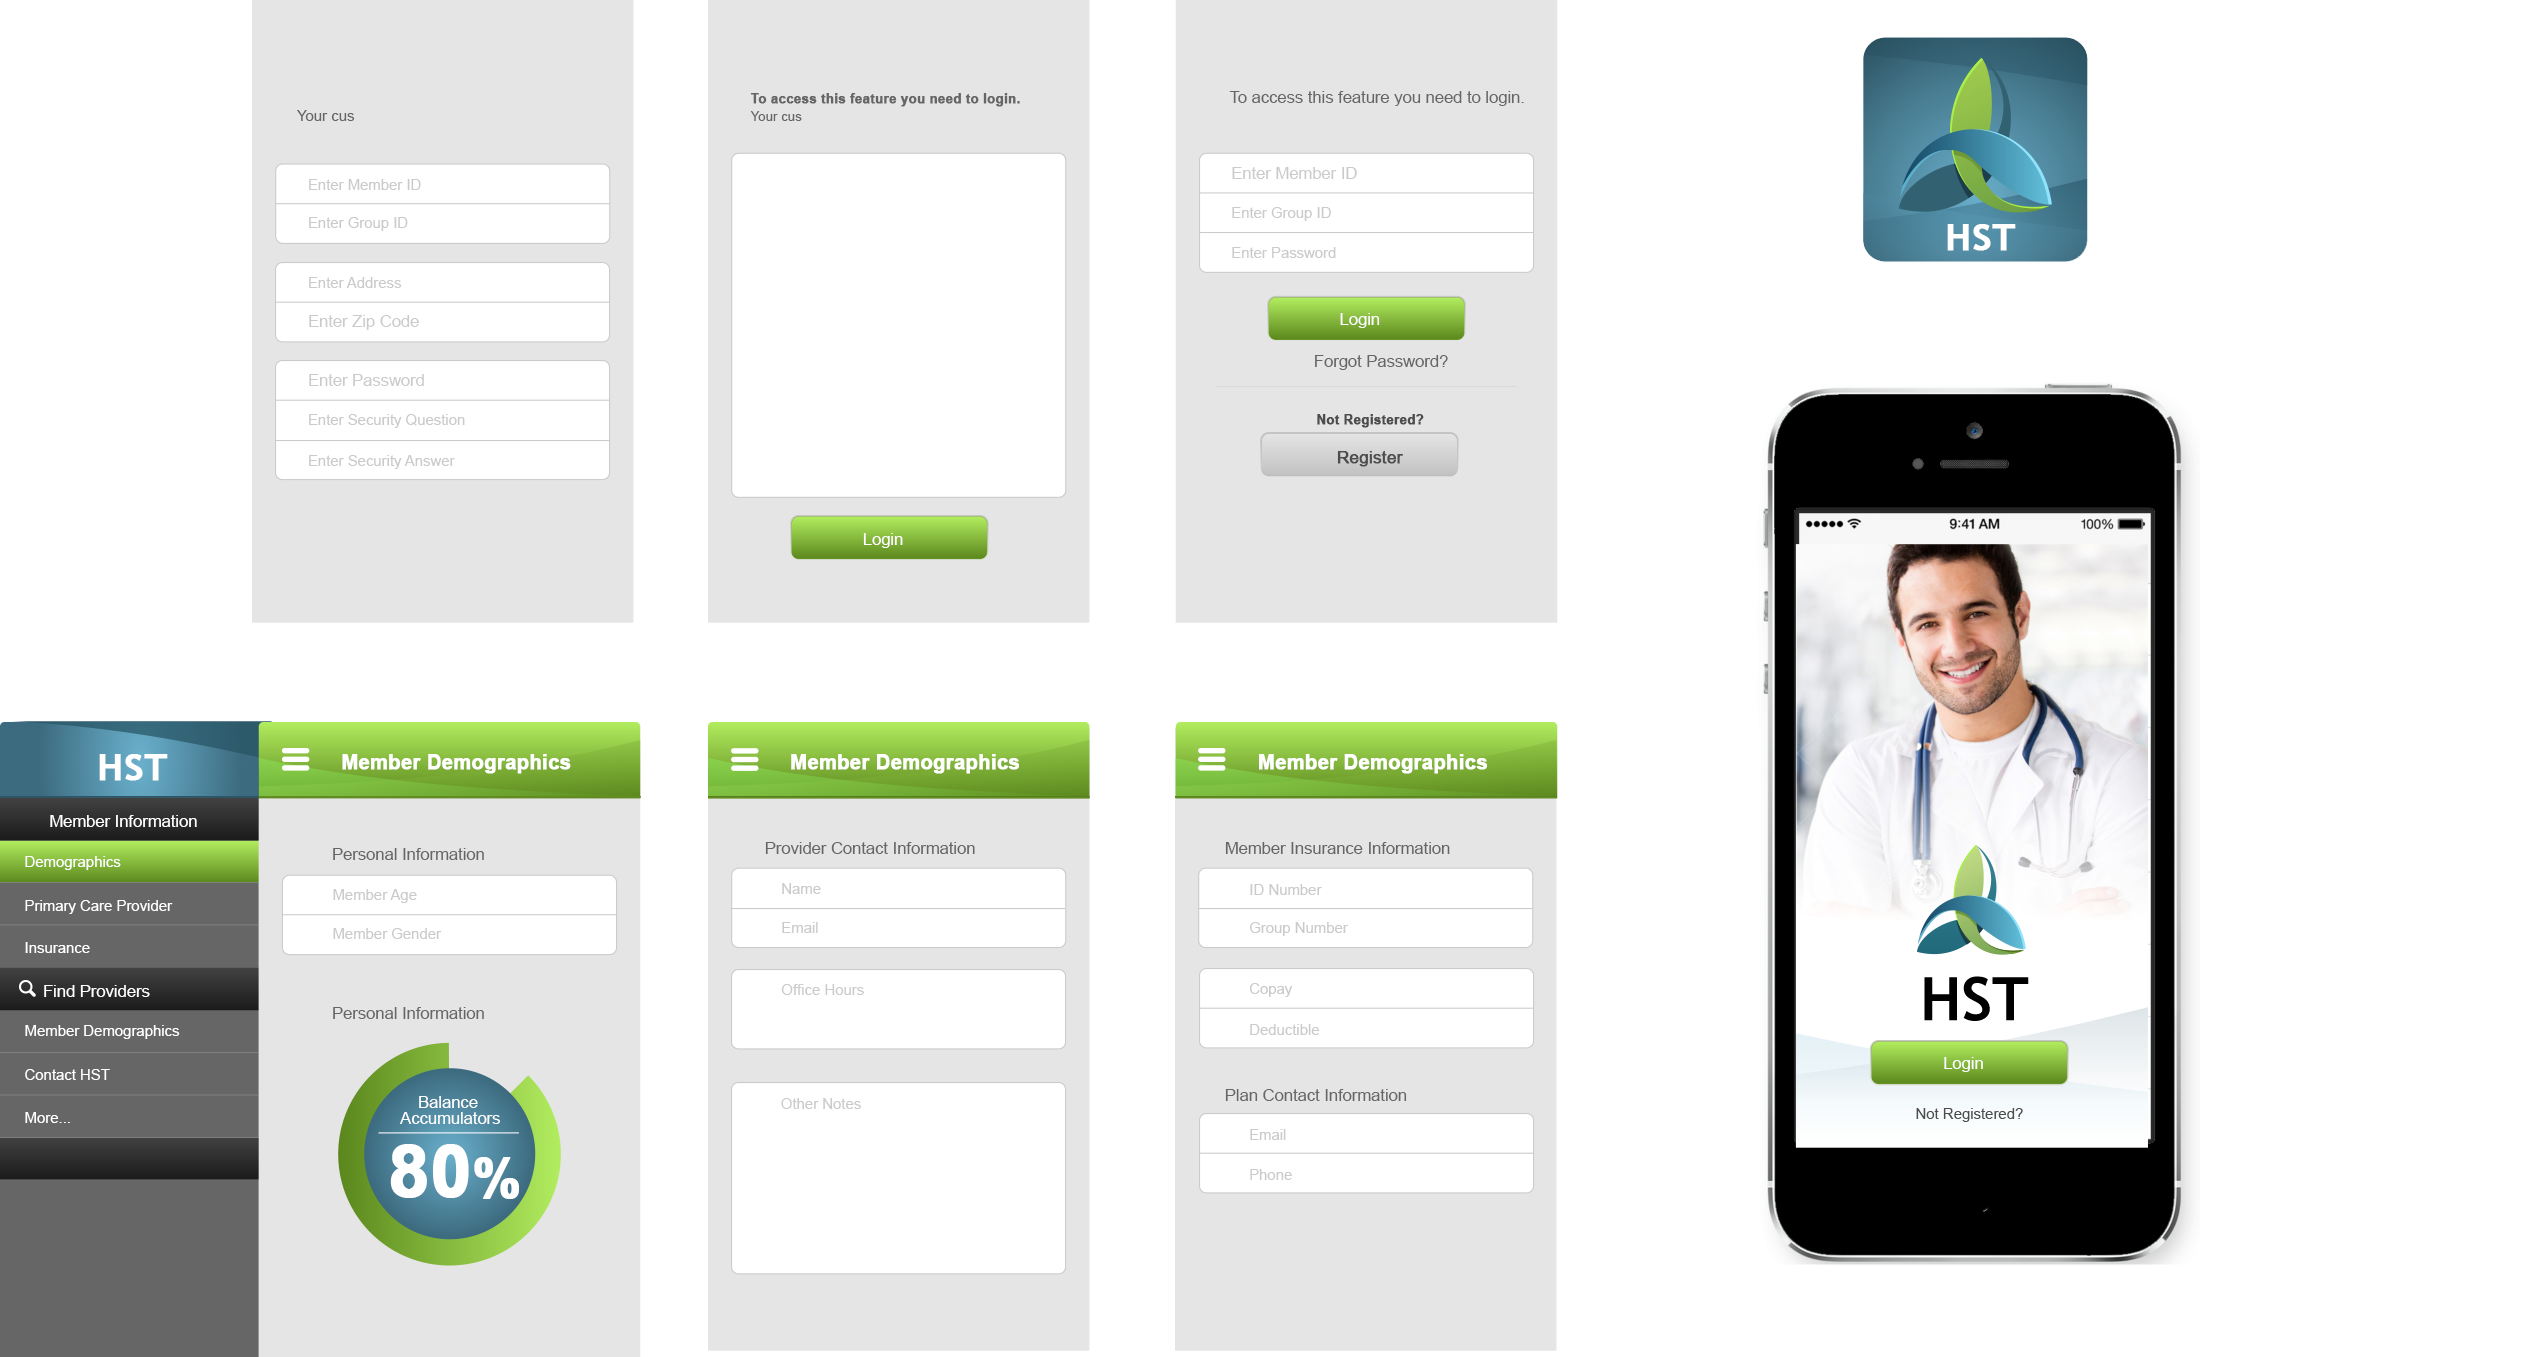 Your cus
Enter Member ID
Enter Group ID
Enter Address
Enter Zip Code
Enter Password
Enter Security Question
Enter Security Answer
To access this feature you need to login.
Your cus
Login
To access this feature you need to login.
Enter Member ID
Enter Group ID
Enter Password
Login
Forgot Password?
Not Registered?
Register
HST
HST
Member Information
Demographics
Primary Care Provider
Insurance
Find Providers
Member Demographics
Contact HST
More...
Member Demographics
Personal Information
Member Age
Member Gender
Personal Information
Balance
Accumulators
80%
Member Demographics
Provider Contact Information
Name
Email
Office Hours
Other Notes
Member Demographics
Member Insurance Information
ID Number
Group Number
Copay
Deductible
Plan Contact Information
Email
Phone
9:41 AM
100%
HST
Login
Not Registered?